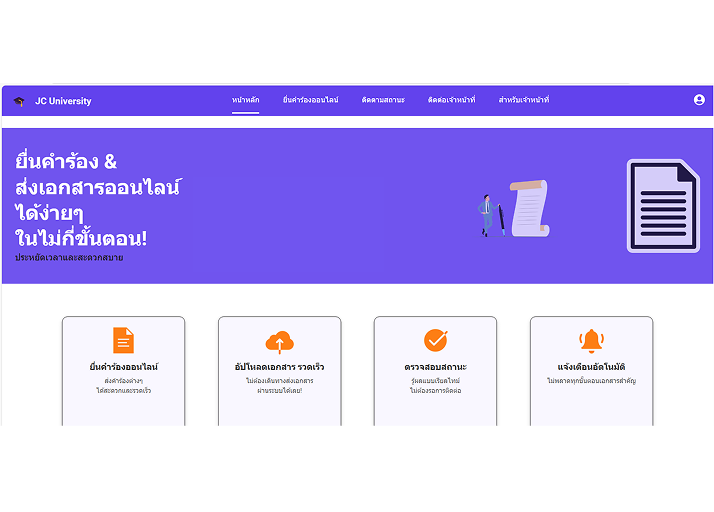 JC University
หน้าหลัก
ยื่นคำร้องออนไลน์
ติดตามสถานะ
ติดต่อเจ้าหน้าที่
สำหรับเจ้าหน้าที่
ยื่นคำร้อง &
ส่งเอกสารออนไลน์
ได้ง่ายๆ
ในไม่กี่ขั้นตอน!
ประหยัดเวลาและสะดวกสบาย
ยื่นคำร้องออนไลน์
ส่งคำร้องต่างๆ
ได้สะดวกและรวดเร็ว
อัปโหลดเอกสาร รวดเร็ว
ไม่ต้องเดินทางส่งเอกสาร
ผ่านระบบได้เลย!
ตรวจสอบสถานะ
รู้ผลแบบเรียลไทม์
ไม่ต้องรอการติดต่อ
แจ้งเตือนอัตโนมัติ
ไม่พลาดทุกขั้นตอนเอกสารสำคัญ